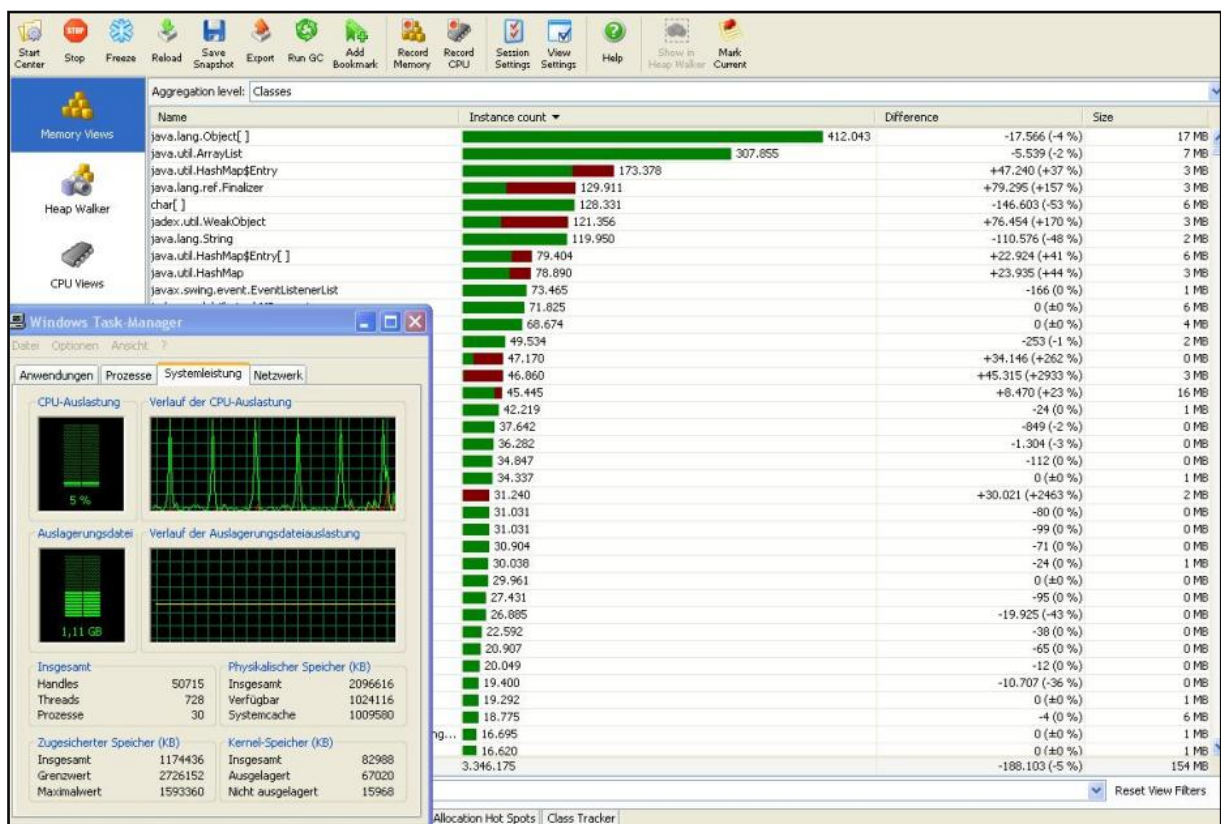 Start Center Stop Freeze Reload Save Snapshot Export Run GC Add Bookmark Record Memory Record CPU Session Settings View Settings Help Show in Heap Walker Mark Current
Aggregation level: Classes
Memory Views
Heap Walker
CPU Views
Name Instance count Difference Size
java.lang.Object[ ] 412.043 -17.566 (-4 %) 17 MB
java.util.ArrayList 307.855 -5.539 (-2 %) 7 MB
java.util.HashMap$Entry 173.378 +47.240 (+37 %) 3 MB
java.lang.ref.Finalizer 129.911 +79.295 (+157 %) 3 MB
char[ ] 128.331 -146.603 (-53 %) 6 MB
jadex.util.WeakObject 121.356 +76.454 (+170 %) 3 MB
java.lang.String 119.950 -110.576 (-48 %) 2 MB
java.util.HashMap$Entry[ ] 79.404 +22.924 (+41 %) 6 MB
java.util.HashMap 78.890 +23.935 (+44 %) 3 MB
javax.swing.event.EventListenerList 73.465 -166 (0 %) 1 MB
71.825 0 (±0 %) 6 MB
68.674 0 (±0 %) 4 MB
49.534 -253 (-1 %) 2 MB
47.170 +34.146 (+262 %) 0 MB
46.860 +45.315 (+2933 %) 3 MB
45.445 +8.470 (+23 %) 16 MB
42.219 -24 (0 %) 1 MB
37.642 -849 (-2 %) 0 MB
36.282 -1.304 (-3 %) 0 MB
34.847 -112 (0 %) 0 MB
34.337 0 (±0 %) 1 MB
31.240 +30.021 (+2463 %) 2 MB
31.031 -80 (0 %) 0 MB
31.031 -99 (0 %) 0 MB
30.904 -71 (0 %) 0 MB
30.038 -24 (0 %) 1 MB
29.961 0 (±0 %) 0 MB
27.431 -95 (0 %) 0 MB
26.885 -19.925 (-43 %) 0 MB
22.592 -38 (0 %) 0 MB
20.907 -65 (0 %) 0 MB
20.049 -12 (0 %) 0 MB
19.400 -10.707 (-36 %) 0 MB
19.292 0 (±0 %) 1 MB
18.775 -4 (0 %) 6 MB
ng... 16.695 0 (±0 %) 1 MB
16.620 0 (±0 %) 1 MB
3.346.175 -188.103 (-5 %) 154 MB
Reset View Filters
Allocation Hot Spots Class Tracker
Windows Task-Manager
Datei Optionen Ansicht ?
Anwendungen Prozesse Systemleistung Netzwerk
CPU-Auslastung Verlauf der CPU-Auslastung
5 %
Auslagerungsdatei Verlauf der Auslagerungsdateiauslastung
1,11 GB
Insgesamt Physikalischer Speicher (KB)
Handles 50715 Insgesamt 2096616
Threads 728 Verfügbar 1024116
Prozesse 30 Systemcache 1009580
Zugesicherter Speicher (KB) Kernel-Speicher (KB)
Insgesamt 1174436 Insgesamt 82988
Grenzwert 2726152 Ausgelagert 67020
Maximalwert 1593360 Nicht ausgelagert 15968